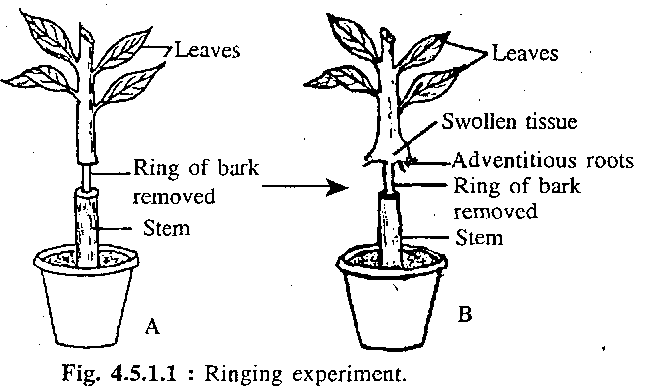 Leaves
Ring of bark
removed
Stem
A
Leaves
Swollen tissue
Adventitious roots
Ring of bark
removed
Stem
B
Fig. 4.5.1.1 : Ringing experiment.